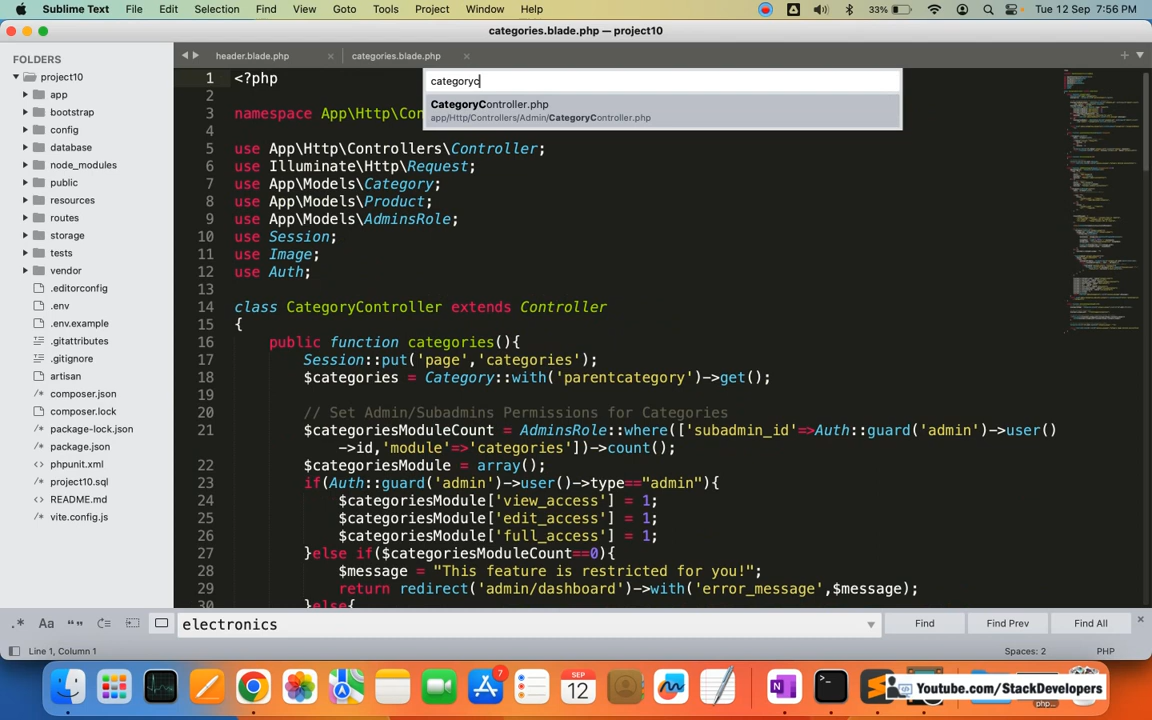 Sublime Text File Edit Selection Find View Goto Tools Project Window Help 33% Tue 12 Sep 7:56 PM
categories.blade.php — project10
FOLDERS
project10
app
bootstrap
config
database
node_modules
public
resources
routes
storage
tests
vendor
.editorconfig
.env
.env.example
.gitattributes
.gitignore
artisan
composer.json
composer.lock
package-lock.json
package.json
phpunit.xml
project10.sql
README.md
vite.config.js
header.blade.php categories.blade.php
categoryc
CategoryController.php
app/Http/Controllers/Admin/CategoryController.php
1 <?php
2
3 namespace App\Http\Con
4
5 use App\Http\Controllers\Controller;
6 use Illuminate\Http\Request;
7 use App\Models\Category;
8 use App\Models\Product;
9 use App\Models\AdminsRole;
10 use Session;
11 use Image;
12 use Auth;
13
14 class CategoryController extends Controller
15 {
16 public function categories(){
17 Session::put('page','categories');
18 $categories = Category::with('parentcategory')->get();
19
20 // Set Admin/Subadmins Permissions for Categories
21 $categoriesModuleCount = AdminsRole::where(['subadmin_id'=>Auth::guard('admin')->user()
->id,'module'=>'categories'])->count();
22 $categoriesModule = array();
23 if(Auth::guard('admin')->user()->type=="admin"){
24 $categoriesModule['view_access'] = 1;
25 $categoriesModule['edit_access'] = 1;
26 $categoriesModule['full_access'] = 1;
27 }else if($categoriesModuleCount==0){
28 $message = "This feature is restricted for you!";
29 return redirect('admin/dashboard')->with('error_message',$message);
30 }else{
.* Aa electronics Find Find Prev Find All
Line 1, Column 1 Spaces: 2 PHP
7
SEP
12
Youtube.com/StackDevelopers
php...